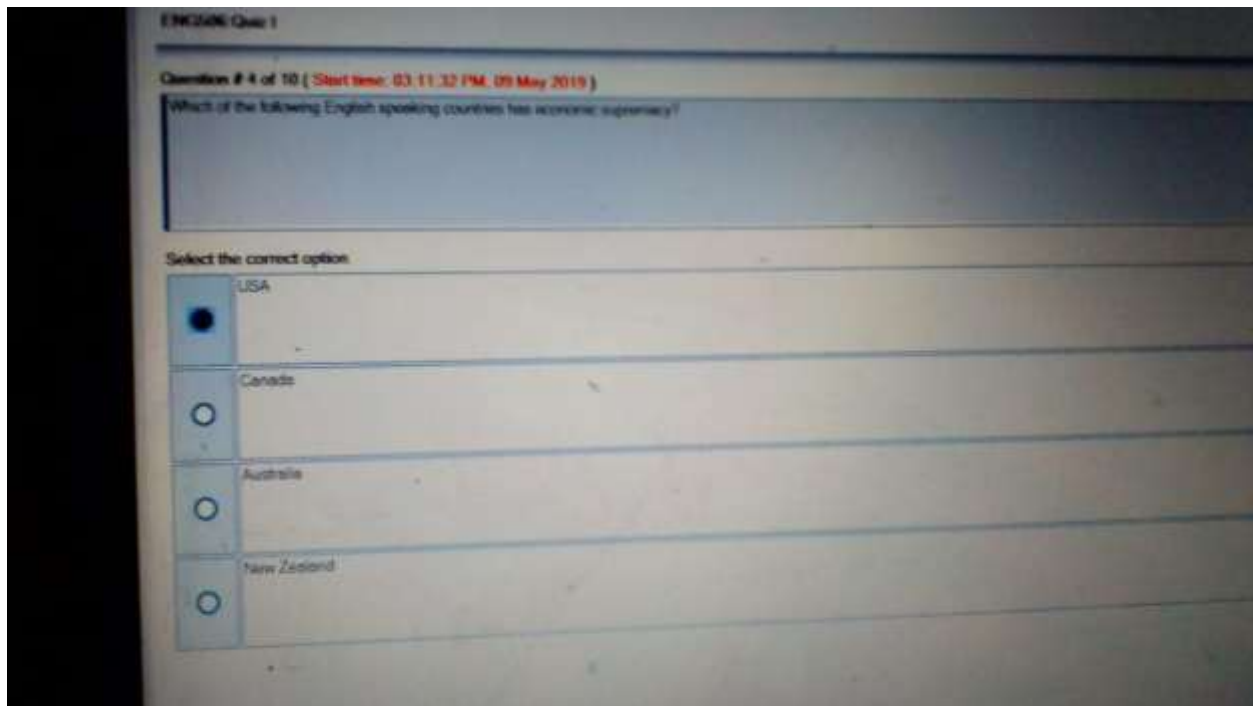 ENG506 Quiz 1
Question # 4 of 10 ( Start time: 03:11:32 PM, 09 May 2019 )
Which of the following English speaking countries has economic supremacy?
Select the correct option
USA
Canada
Australia
New Zealand